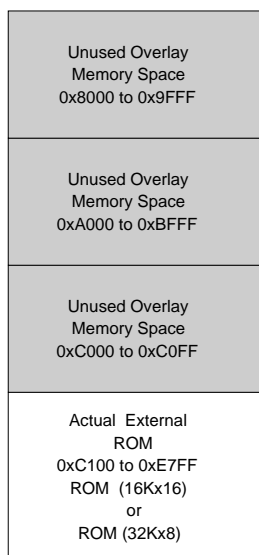 Unused Overlay
Memory Space
0x8000 to 0x9FFF
Unused Overlay
Memory Space
0xA000 to 0xBFFF
Unused Overlay
Memory Space
0xC000 to 0xC0FF
Actual External
ROM
0xC100 to 0xE7FF
ROM (16Kx16)
or
ROM (32Kx8)